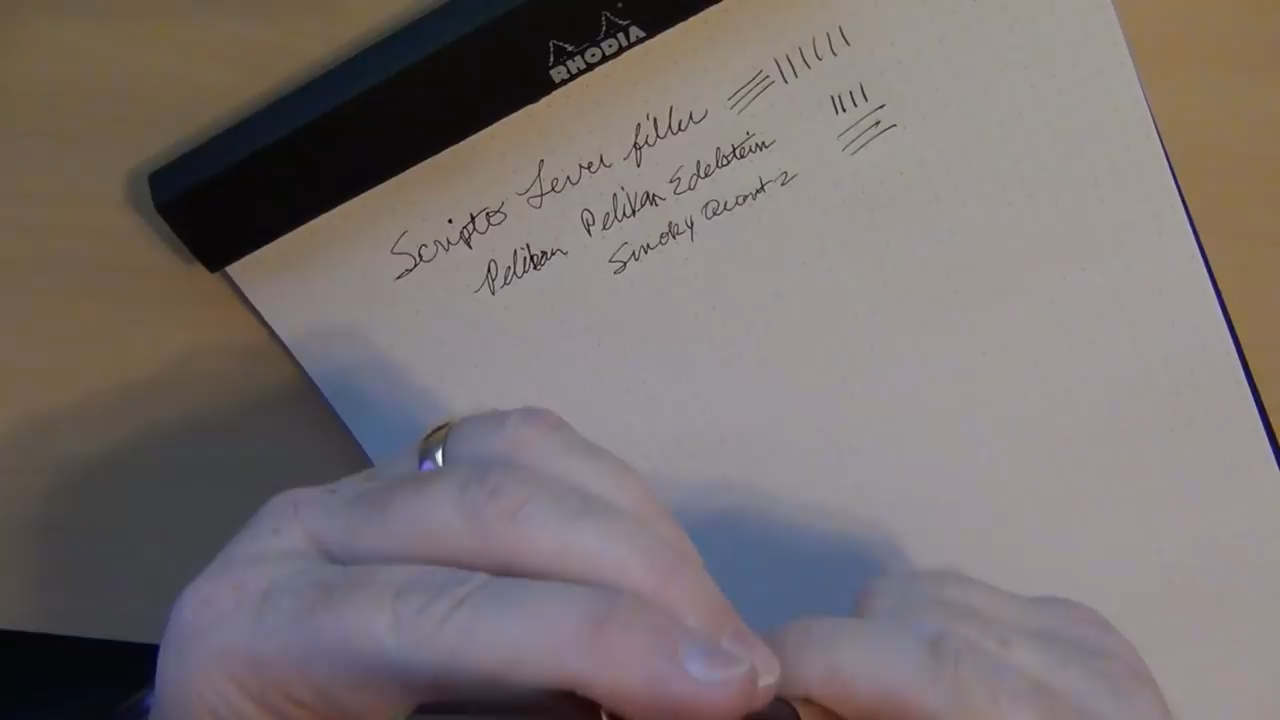 RHODIA
Scripto Lever filler
Pelikan Pelikan Edelstein
Smoky Quartz